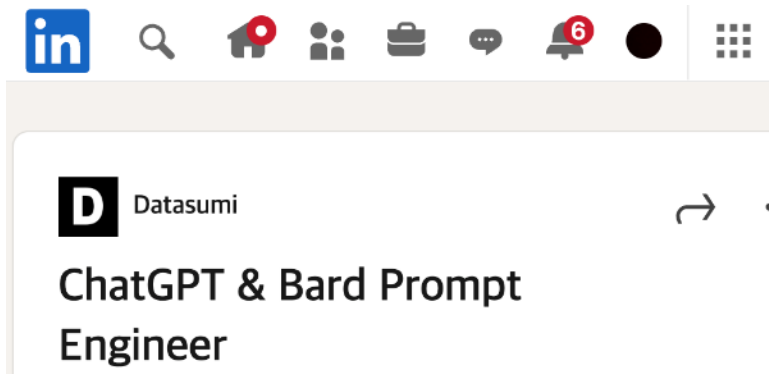 in
6
D
Datasumi
ChatGPT & Bard Prompt
Engineer